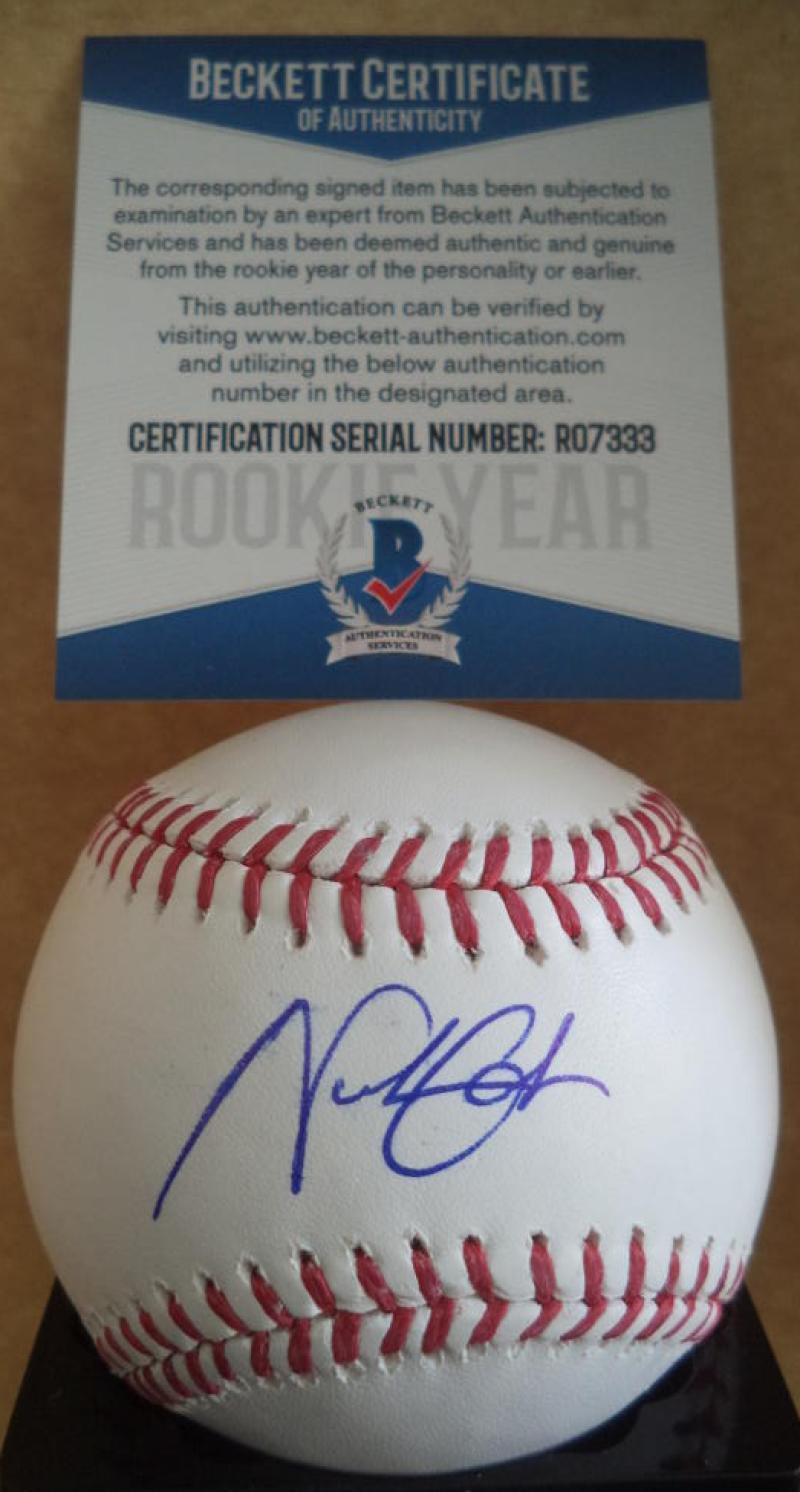 BECKETT CERTIFICATE
OF AUTHENTICITY
The corresponding signed item has been subjected to
examination by an expert from Beckett Authentication
Services and has been deemed authentic and genuine
from the rookie year of the personality or earlier.
This authentication can be verified by
visiting www.beckett-authentication.com
and utilizing the below authentication
number in the designated area.
CERTIFICATION SERIAL NUMBER: R07333
ROOKIE YEAR
BECKETT
B
AUTHENTICATION
SERVICES